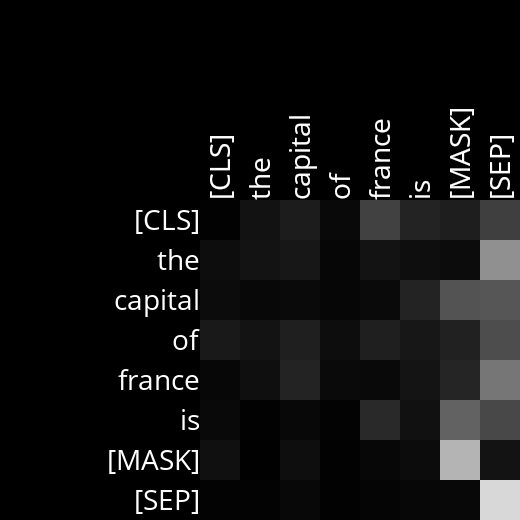 [CLS] the capital of france is [MASK] [SEP]
[CLS]
the
capital
of
france
is
[MASK]
[SEP]